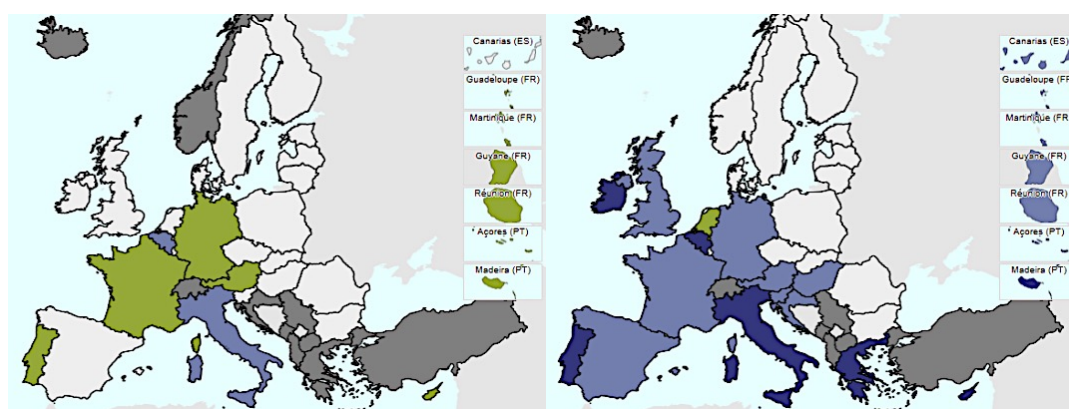 Canarias (ES)
Guadeloupe (FR)
Martinique (FR)
Guyane (FR)
Réunion (FR)
Açores (PT)
Madeira (PT)
Canarias (ES)
Guadeloupe (FR
Martinique (FR)
Guyane (FR)
Réunion (FR)
Açores (PT)
Madeira (PT)